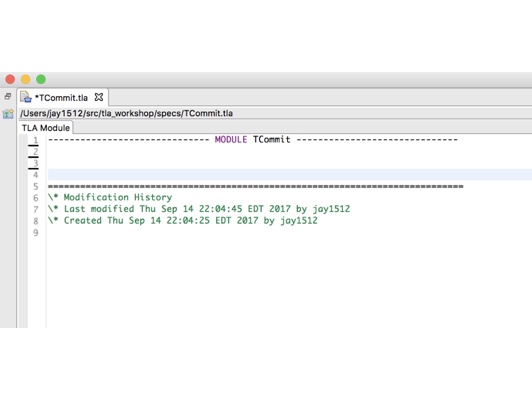 *TCommit.tla
/Users/jay1512/src/tla_workshop/specs/TCommit.tla
TLA Module
1 ------------------------------ MODULE TCommit ------------------------------
2
3
4
5 =============================================================================
6 \* Modification History
7 \* Last modified Thu Sep 14 22:04:45 EDT 2017 by jay1512
8 \* Created Thu Sep 14 22:04:25 EDT 2017 by jay1512
9